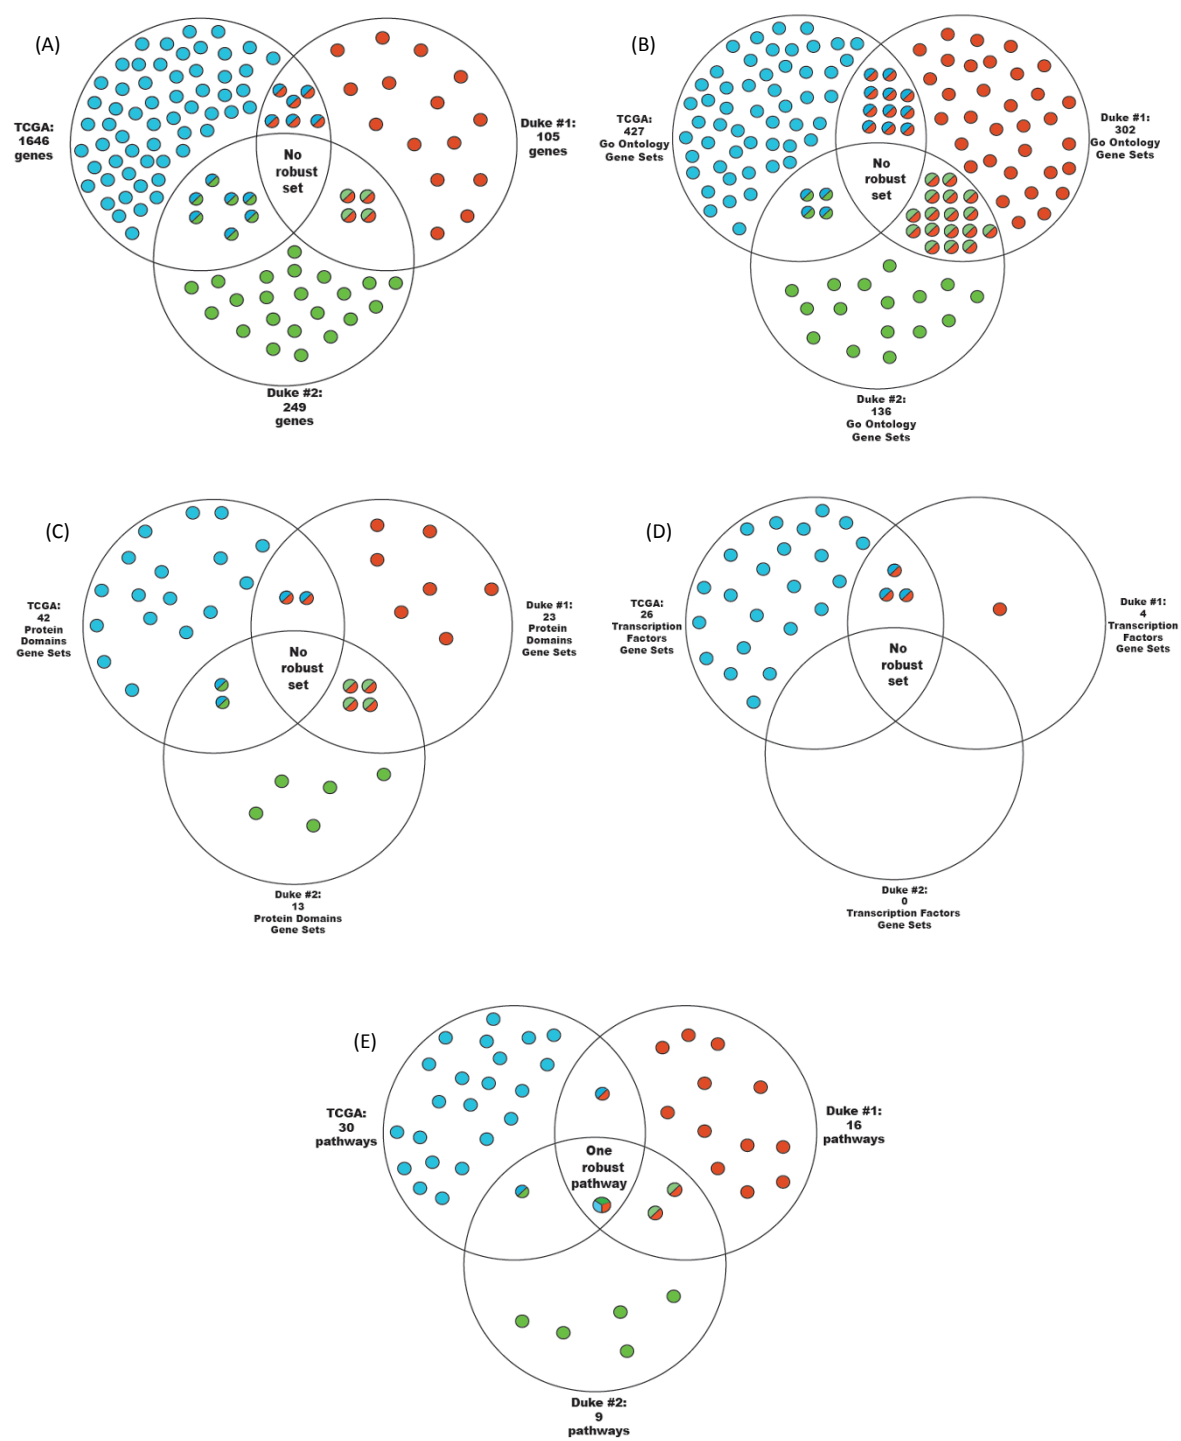 (A)
TCGA:
1646
genes
Duke #1:
105
genes
No
robust
set
Duke #2:
249
genes
(B)
TCGA:
427
Go Ontology
Gene Sets
Duke #1:
302
Go Ontology
Gene Sets
No
robust
set
Duke #2:
136
Go Ontology
Gene Sets
(C)
TCGA:
42
Protein
Domains
Gene Sets
Duke #1:
23
Protein
Domains
Gene Sets
No
robust
set
Duke #2:
13
Protein Domains
Gene Sets
(D)
TCGA:
26
Transcription
Factors
Gene Sets
Duke #1:
4
Transcription
Factors
Gene Sets
No
robust
set
Duke #2:
0
Transcription Factors
Gene Sets
(E)
TCGA:
30
pathways
Duke #1:
16
pathways
One
robust
pathway
Duke #2:
9
pathways